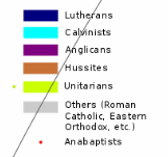 Lutherans
Calvinists
Anglicans
Hussites
Unitarians
Others (Roman
Catholic, Eastern
Orthodox, etc.)
Anabaptists